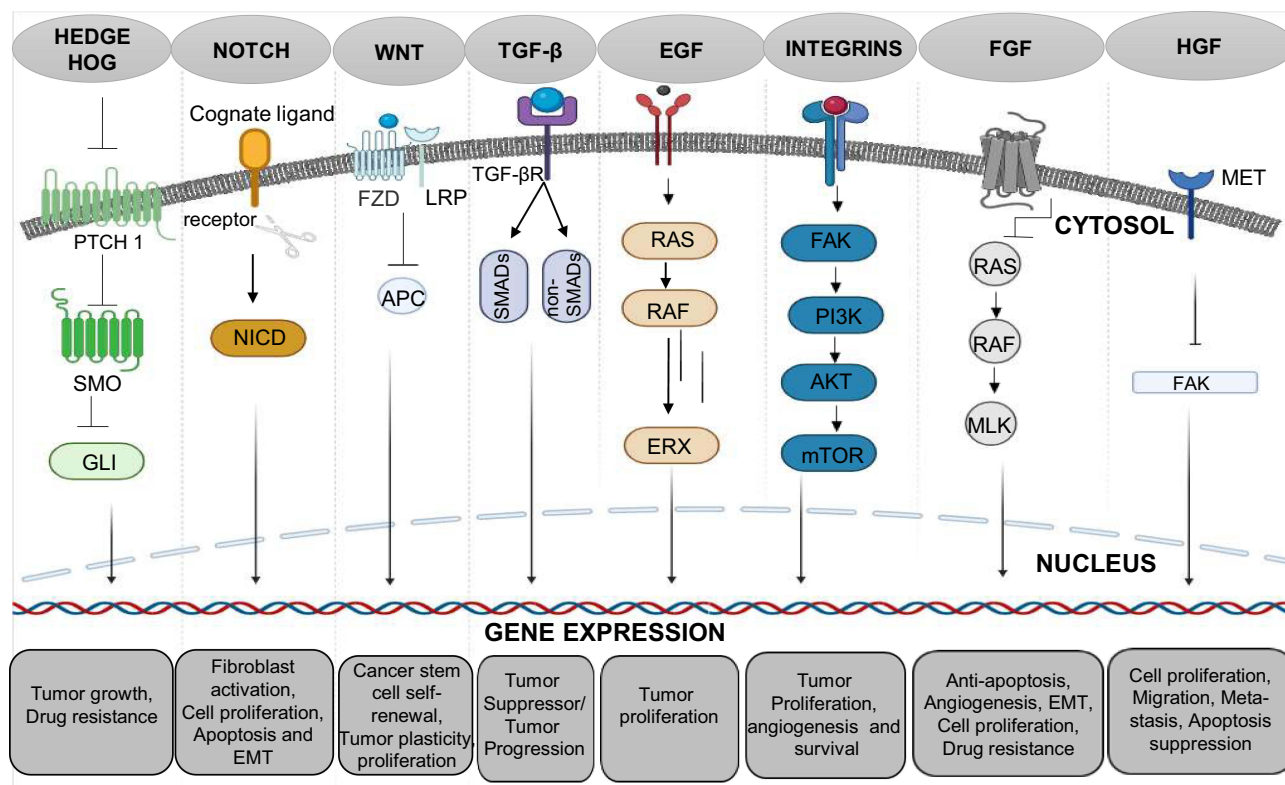 HEDGE
HOG
NOTCH
WNT
TGF-β
EGF
INTEGRINS
FGF
HGF
Cognate ligand
receptor
PTCH 1
SMO
GLI
NICD
FZD
LRP
APC
TGF-βR
SMADs
non-
SMADs
RAS
RAF
ERX
FAK
PI3K
AKT
mTOR
CYTOSOL
RAS
RAF
MLK
MET
FAK
NUCLEUS
GENE EXPRESSION
Tumor growth,
Drug resistance
Fibroblast
activation,
Cell proliferation,
Apoptosis and
EMT
Cancer stem
cell self-
renewal,
Tumor plasticity,
proliferation
Tumor
Suppressor/
Tumor
Progression
Tumor
proliferation
Tumor
Proliferation,
angiogenesis and
survival
Anti-apoptosis,
Angiogenesis, EMT,
Cell proliferation,
Drug resistance
Cell proliferation,
Migration, Meta-
stasis, Apoptosis
suppression